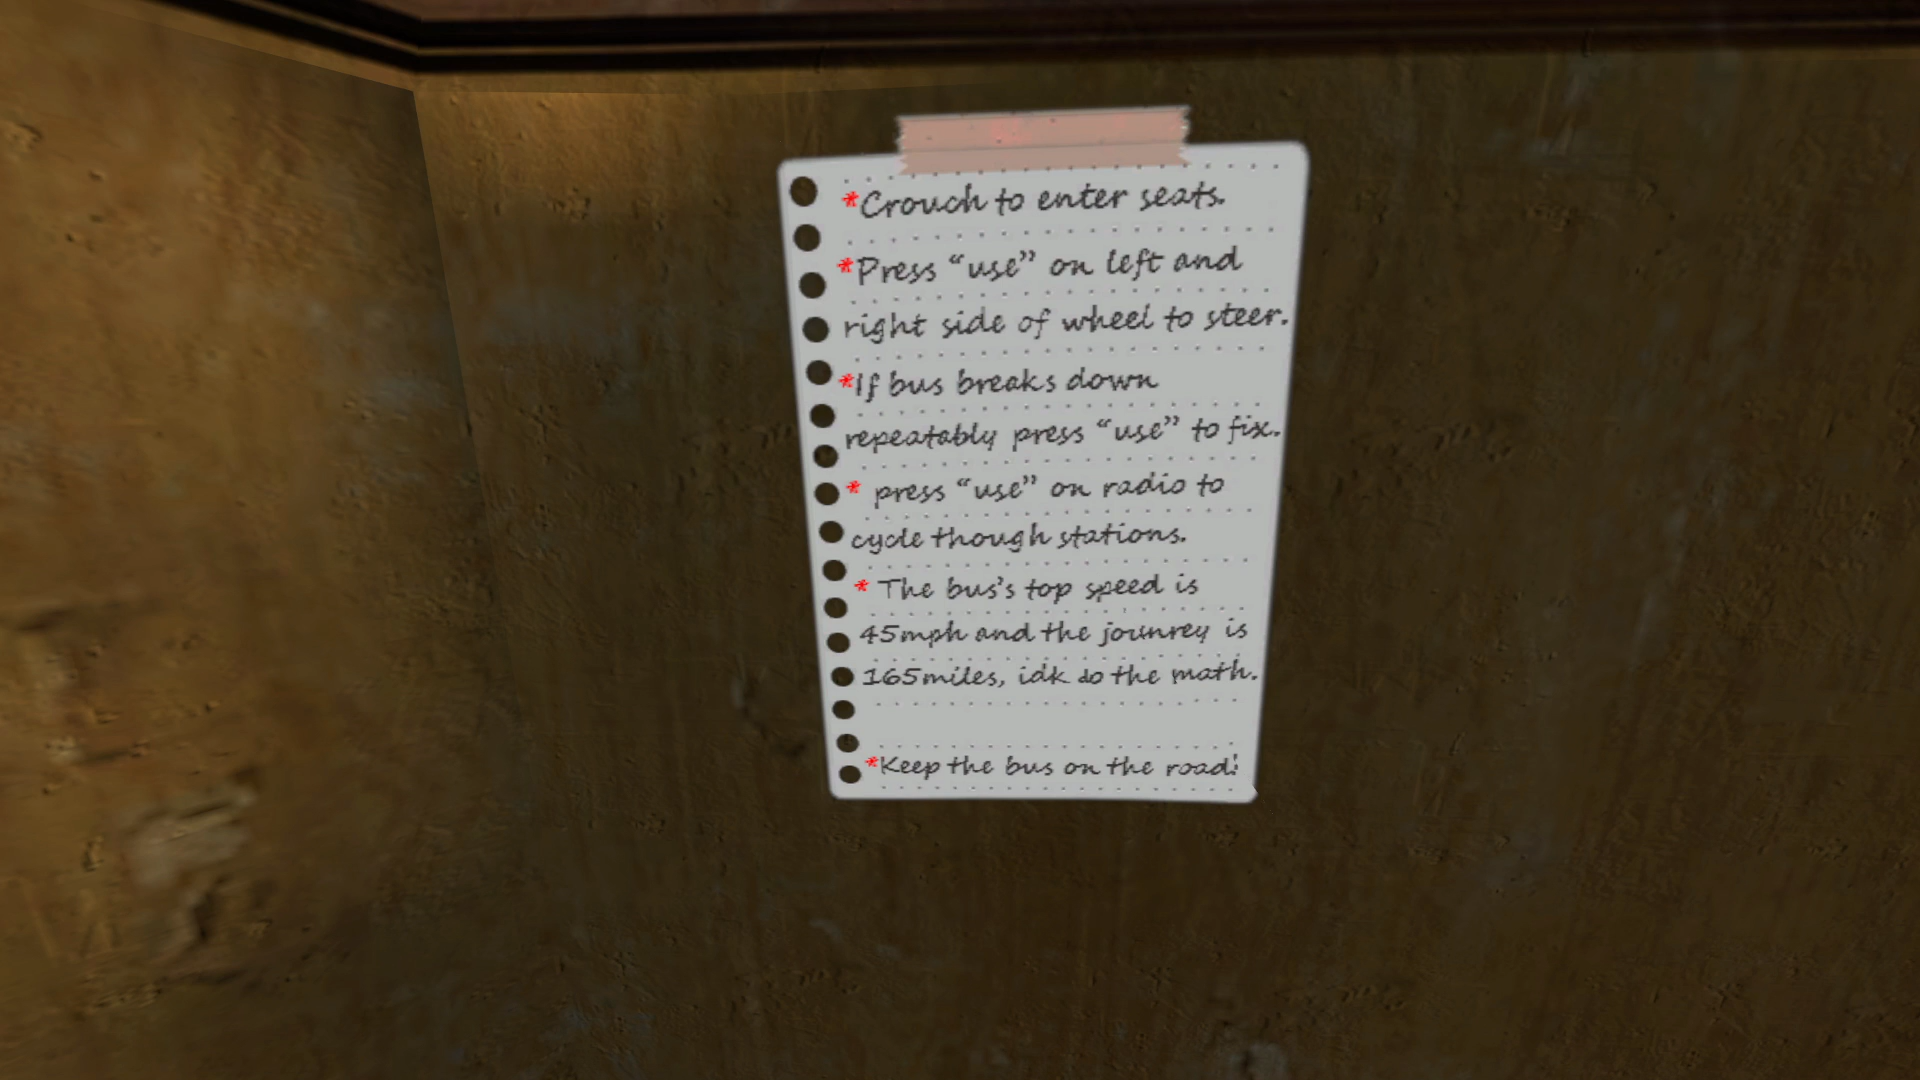 *Crouch to enter seats.
*Press “use” on left and
right side of wheel to steer.
*If bus breaks down
repeatably press “use” to fix.
* press “use” on radio to
cycle though stations.
* The bus's top speed is
45mph and the jounrey is
165miles, idk do the math.
*Keep the bus on the road!